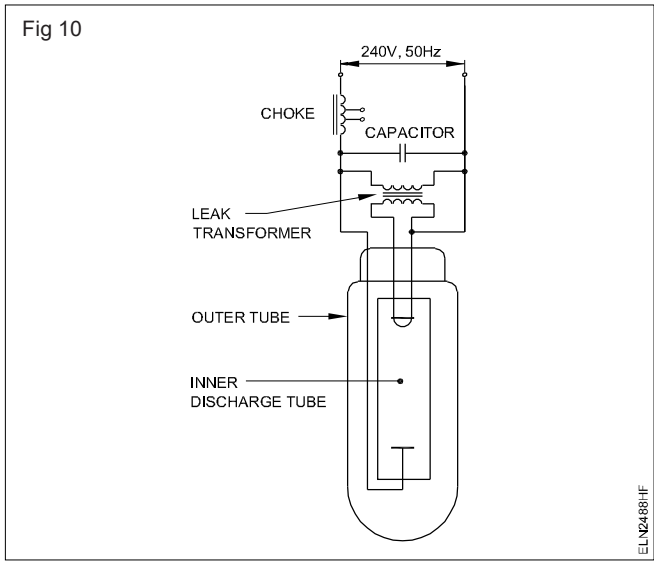 Fig 10
240V, 50Hz
CHOKE
CAPACITOR
LEAK
TRANSFORMER
OUTER TUBE
INNER
DISCHARGE TUBE
ELN2488HF